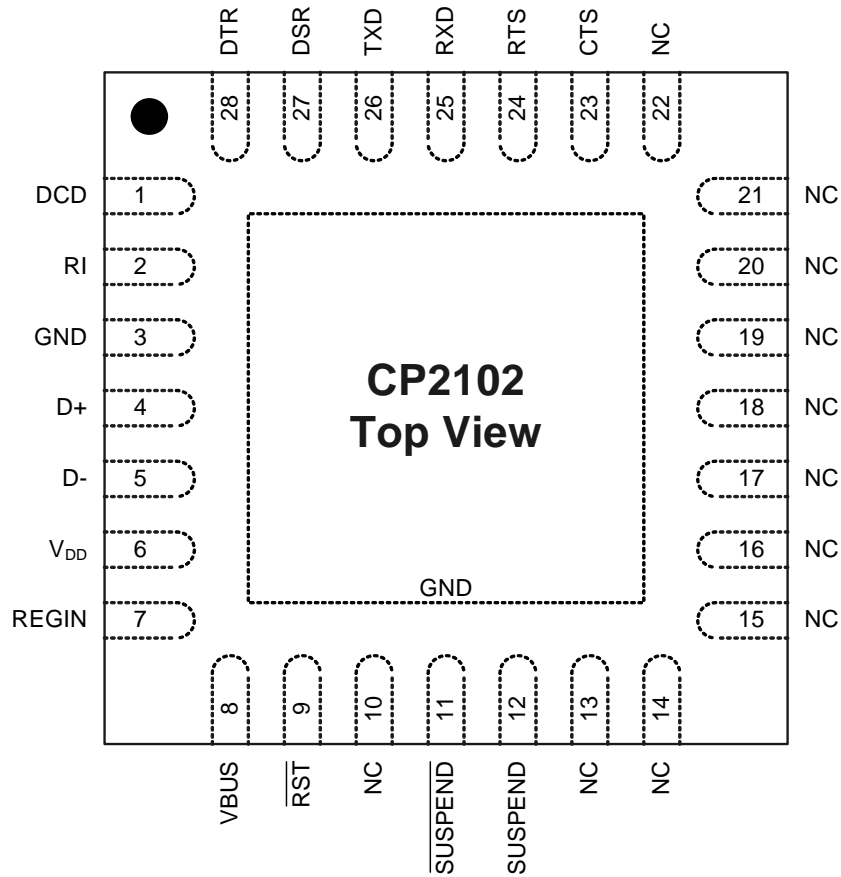 DTR
DSR
TXD
RXD
RTS
CTS
NC
28
27
26
25
24
23
22
DCD 1
21 NC
RI 2
20 NC
GND 3
19 NC
D+ 4
18 NC
D- 5
17 NC
VDD 6
16 NC
REGIN 7
15 NC
CP2102
Top View
GND
8
9
10
11
12
13
14
VBUS
RST
NC
SUSPEND
SUSPEND
NC
NC